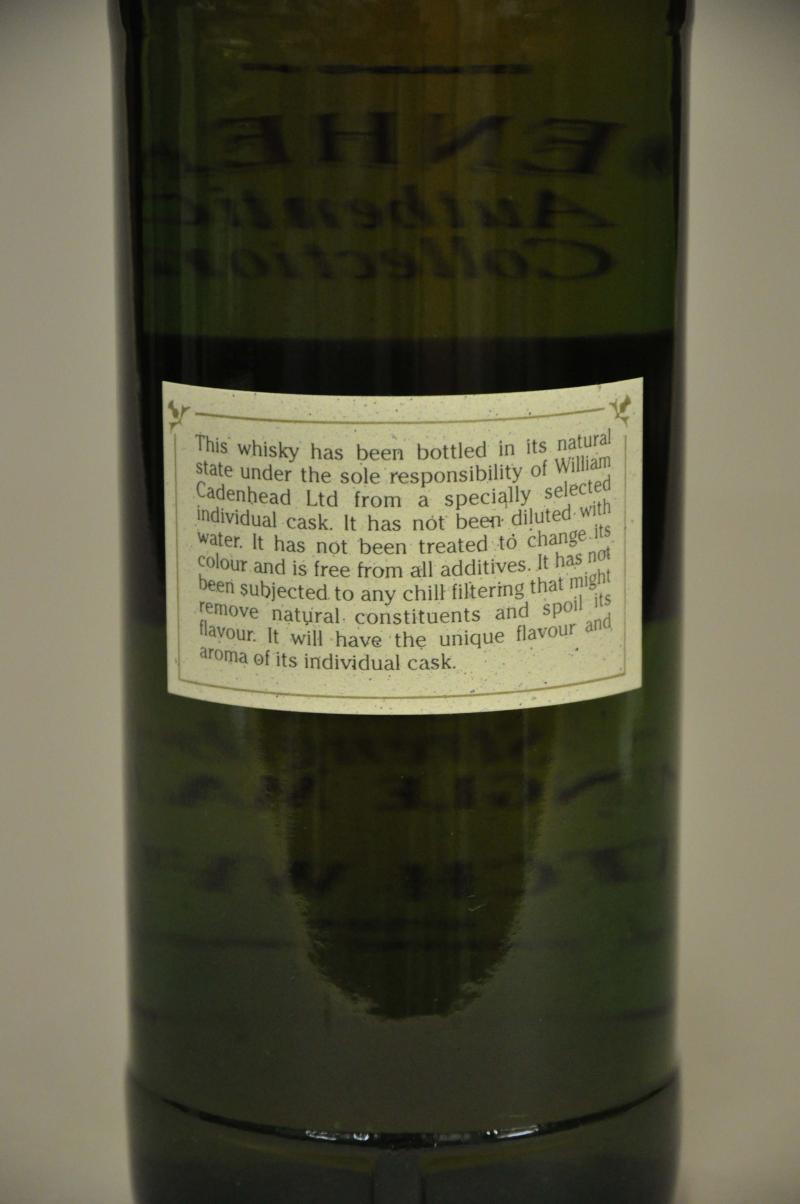 ENHEA
Authentic
Collection
This whisky has been bottled in its natural
state under the sole responsibility of William
Cadenhead Ltd from a specially selected
individual cask. It has not been diluted with
water. It has not been treated to change its
colour and is free from all additives. It has not
been subjected to any chill filtering that might
remove natural constituents and spoil its
flavour. It will have the unique flavour and
aroma of its individual cask.